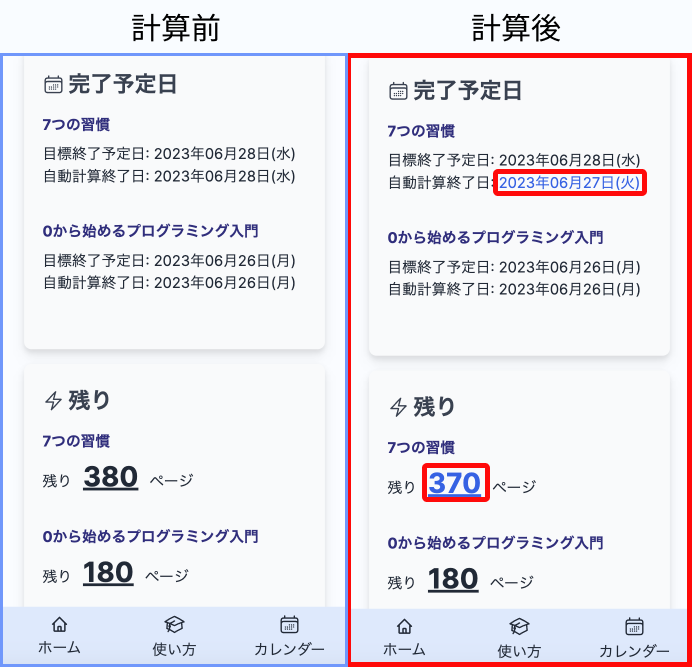 計算前
完了予定日
7つの習慣
目標終了予定日: 2023年06月28日(水)
自動計算終了日: 2023年06月28日(水)
0から始めるプログラミング入門
目標終了予定日: 2023年06月26日(月)
自動計算終了日: 2023年06月26日(月)
残り
7つの習慣
残り 380 ページ
0から始めるプログラミング入門
残り 180 ページ
ホーム 使い方 カレンダー
計算後
完了予定日
7つの習慣
目標終了予定日: 2023年06月28日(水)
自動計算終了日: 2023年06月27日(火)
0から始めるプログラミング入門
目標終了予定日: 2023年06月26日(月)
自動計算終了日: 2023年06月26日(月)
残り
7つの習慣
残り 370 ページ
0から始めるプログラミング入門
残り 180 ページ
ホーム 使い方 カレンダー